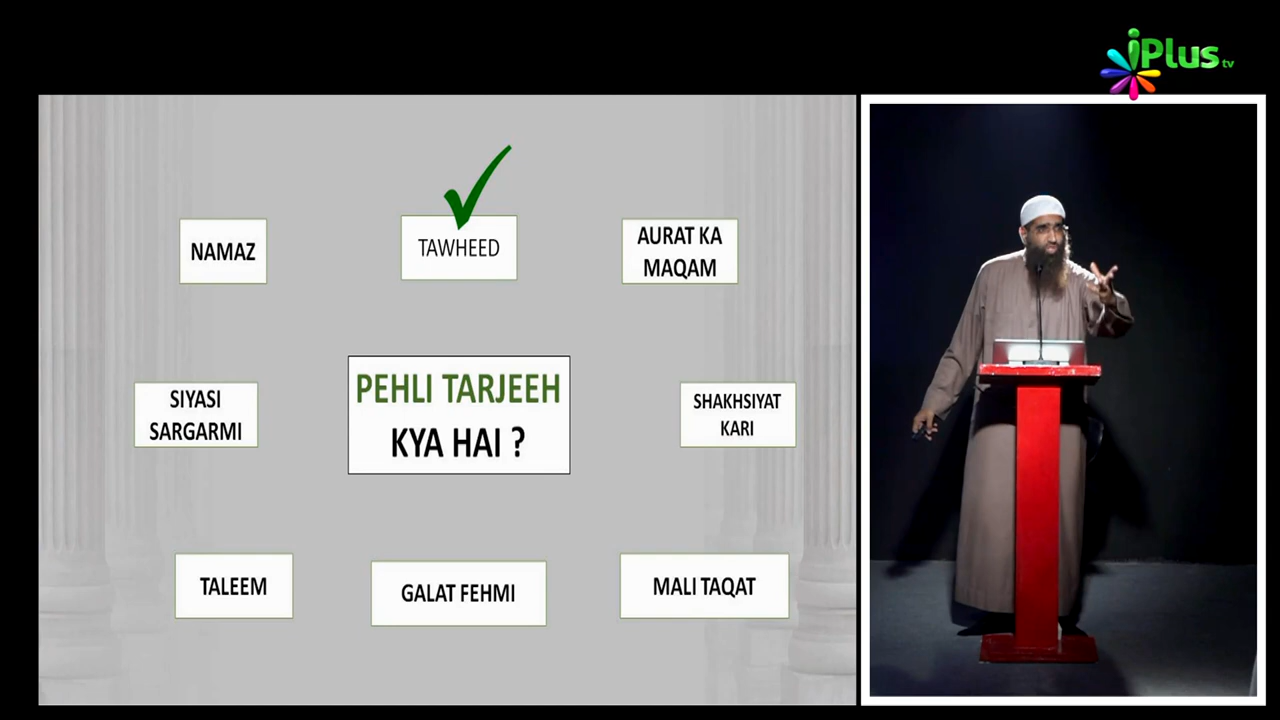 iPlus tv
NAMAZ
TAWHEED
AURAT KA
MAQAM
SIYASI
SARGARMI
PEHLI TARJEEH
KYA HAI ?
SHAKHSIYAT
KARI
TALEEM
GALAT FEHMI
MALI TAQAT